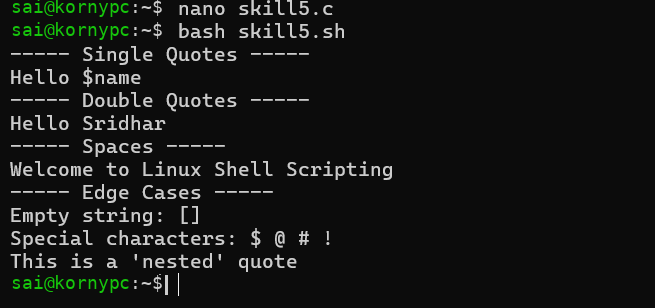 sai@kornypc:~$ nano skill5.c
sai@kornypc:~$ bash skill5.sh
----- Single Quotes -----
Hello $name
----- Double Quotes -----
Hello Sridhar
----- Spaces -----
Welcome to Linux Shell Scripting
----- Edge Cases -----
Empty string: []
Special characters: $ @ # !
This is a 'nested' quote
sai@kornypc:~$